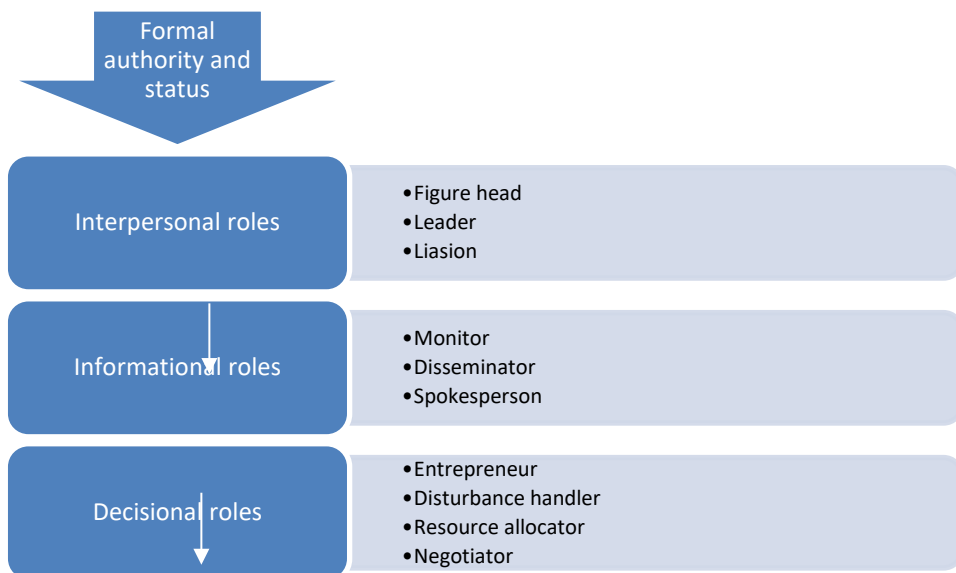 Formal
authority and
status
Interpersonal roles
•Figure head
•Leader
•Liasion
Informational roles
•Monitor
•Disseminator
•Spokesperson
Decisional roles
•Entrepreneur
•Disturbance handler
•Resource allocator
•Negotiator